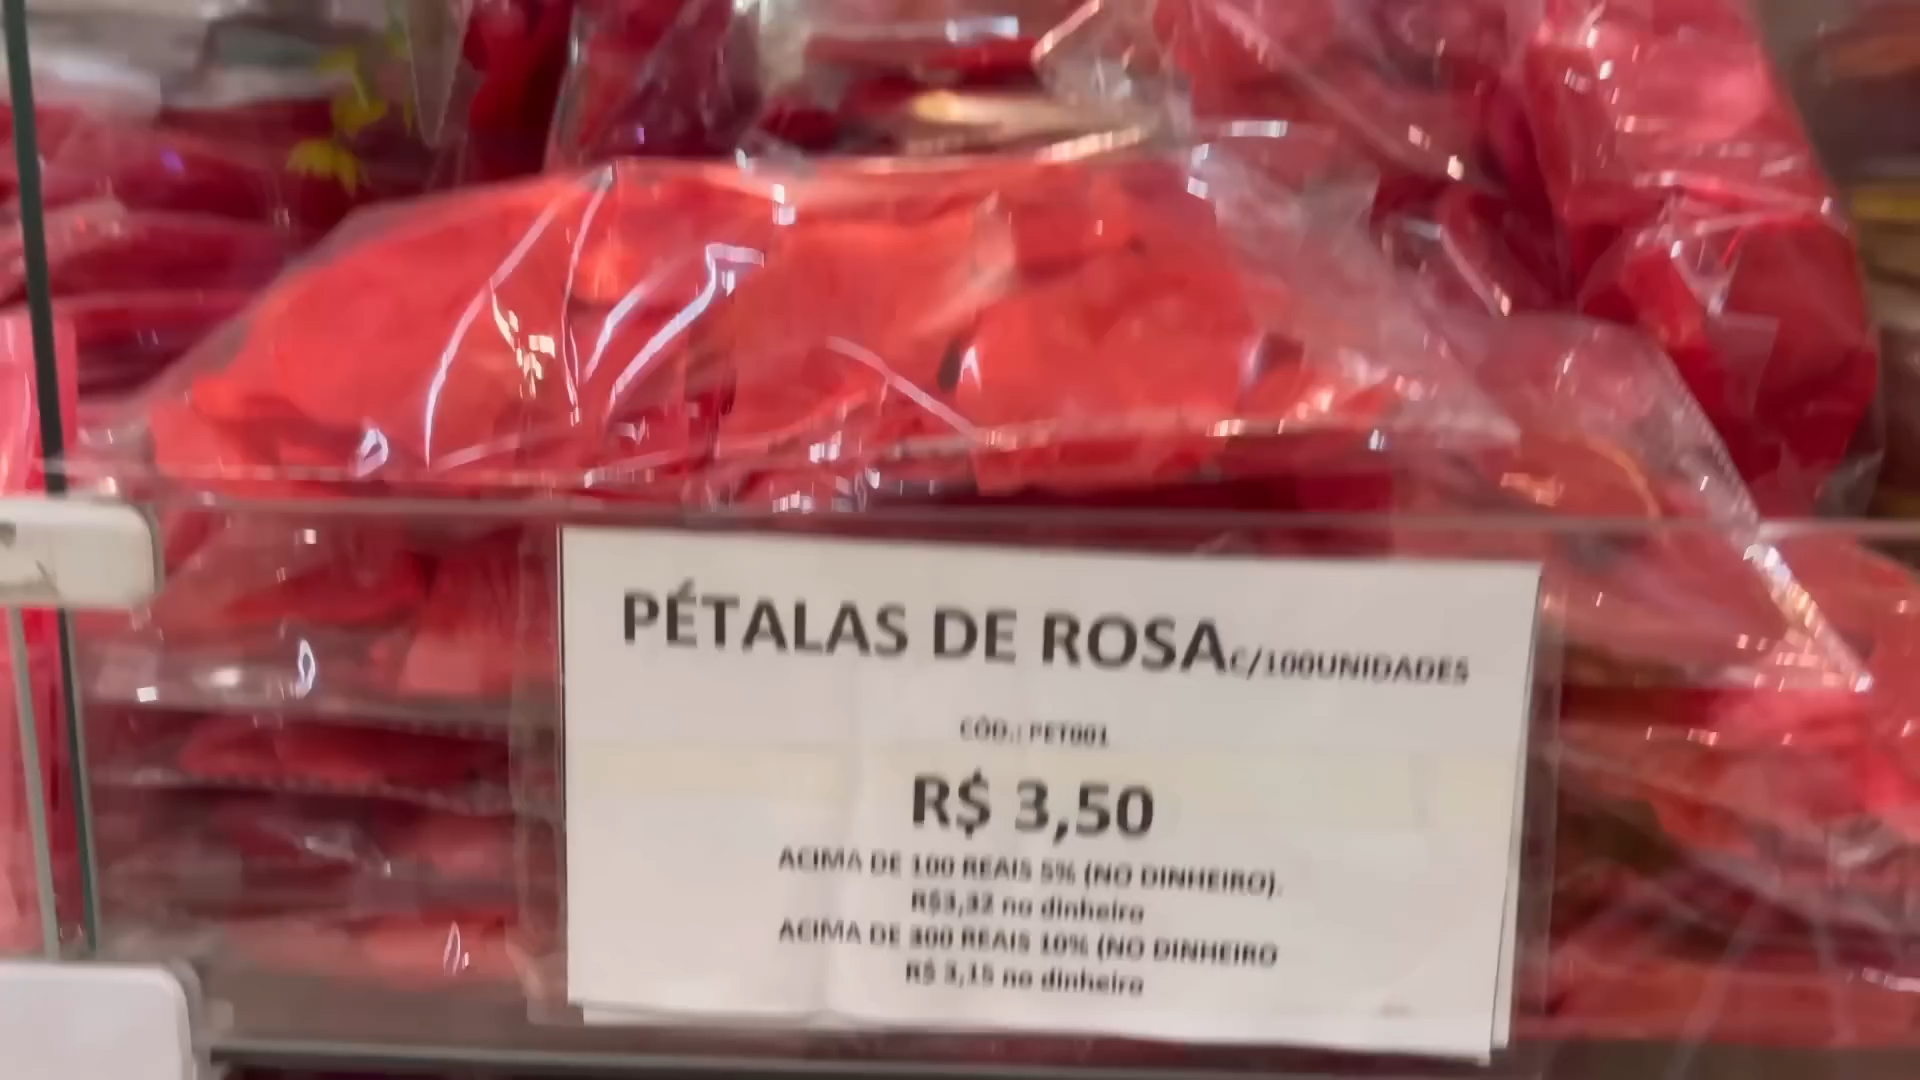 PÉTALAS DE ROSA C/100UNIDADES
CÓD.: PET001
R$ 3,50
ACIMA DE 100 REAIS 5% (NO DINHEIRO).
R$3,32 no dinheiro
ACIMA DE 300 REAIS 10% (NO DINHEIRO
R$ 3,15 no dinheiro